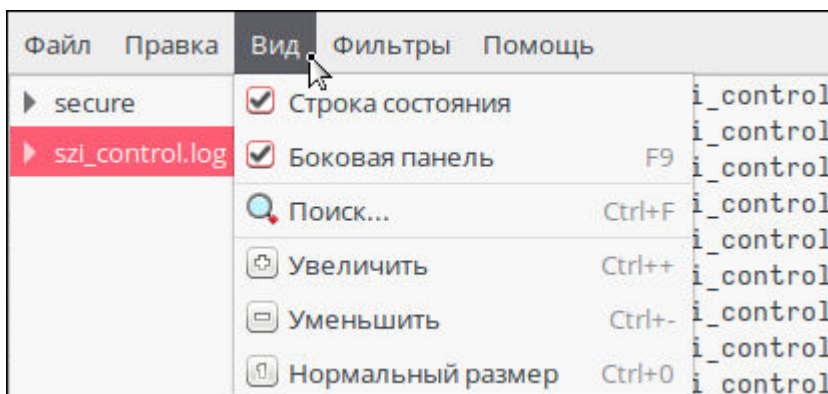 Файл Правка Вид Фильтры Помощь
secure
szi_control.log
Строка состояния
Боковая панель F9
Поиск... Ctrl+F
Увеличить Ctrl++
Уменьшить Ctrl+-
Нормальный размер Ctrl+0
i_control
i_control
i_control
i_control
i_control
i_control
i_control
i_control
i_control